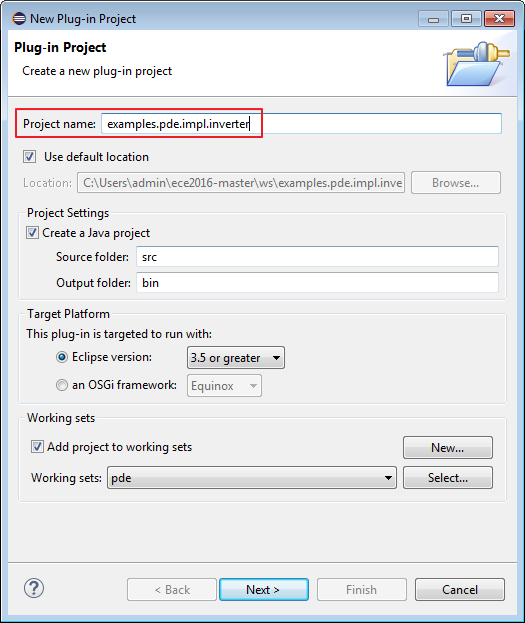 New Plug-in Project
Plug-in Project
Create a new plug-in project
Project name: examples.pde.impl.inverter
Use default location
Location: C:\Users\admin\ece2016-master\ws\examples.pde.impl.inve Browse...
Project Settings
Create a Java project
Source folder: src
Output folder: bin
Target Platform
This plug-in is targeted to run with:
Eclipse version: 3.5 or greater
an OSGi framework: Equinox
Working sets
Add project to working sets New...
Working sets: pde Select...
? < Back Next > Finish Cancel